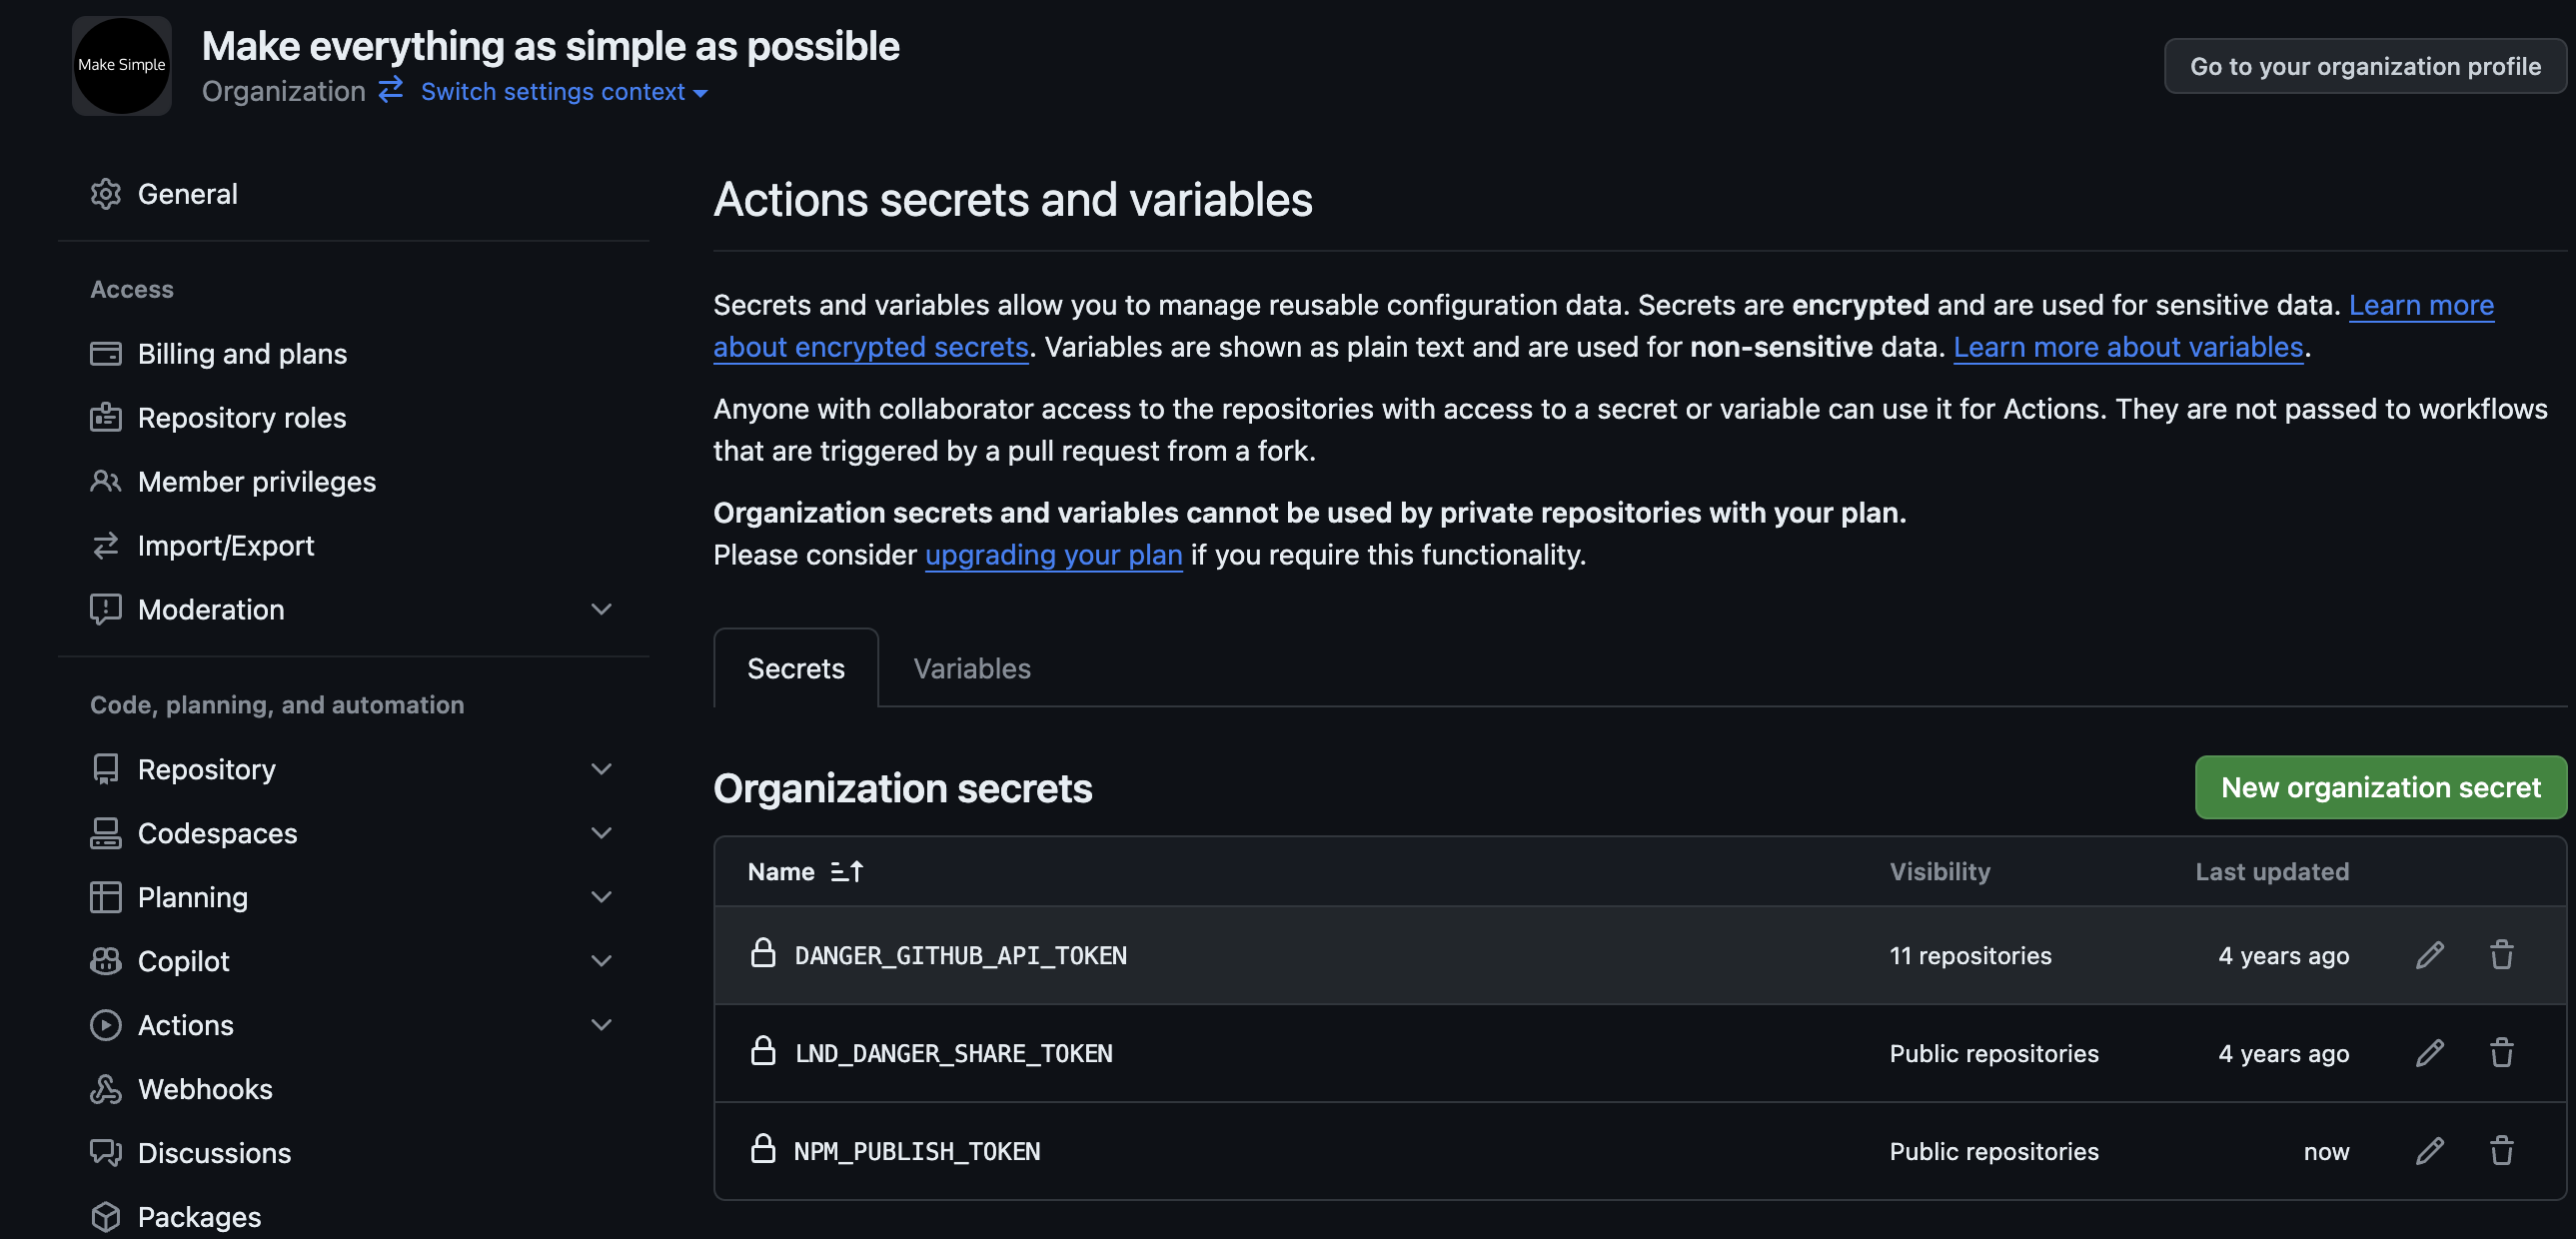 Make Simple
Make everything as simple as possible
Organization Switch settings context
Go to your organization profile
General
Access
Billing and plans
Repository roles
Member privileges
Import/Export
Moderation
Code, planning, and automation
Repository
Codespaces
Planning
Copilot
Actions
Webhooks
Discussions
Packages
Actions secrets and variables
Secrets and variables allow you to manage reusable configuration data. Secrets are encrypted and are used for sensitive data. Learn more
about encrypted secrets. Variables are shown as plain text and are used for non-sensitive data. Learn more about variables.
Anyone with collaborator access to the repositories with access to a secret or variable can use it for Actions. They are not passed to workflows
that are triggered by a pull request from a fork.
Organization secrets and variables cannot be used by private repositories with your plan.
Please consider upgrading your plan if you require this functionality.
Secrets Variables
Organization secrets
New organization secret
Name Visibility Last updated
DANGER_GITHUB_API_TOKEN 11 repositories 4 years ago
LND_DANGER_SHARE_TOKEN Public repositories 4 years ago
NPM_PUBLISH_TOKEN Public repositories now